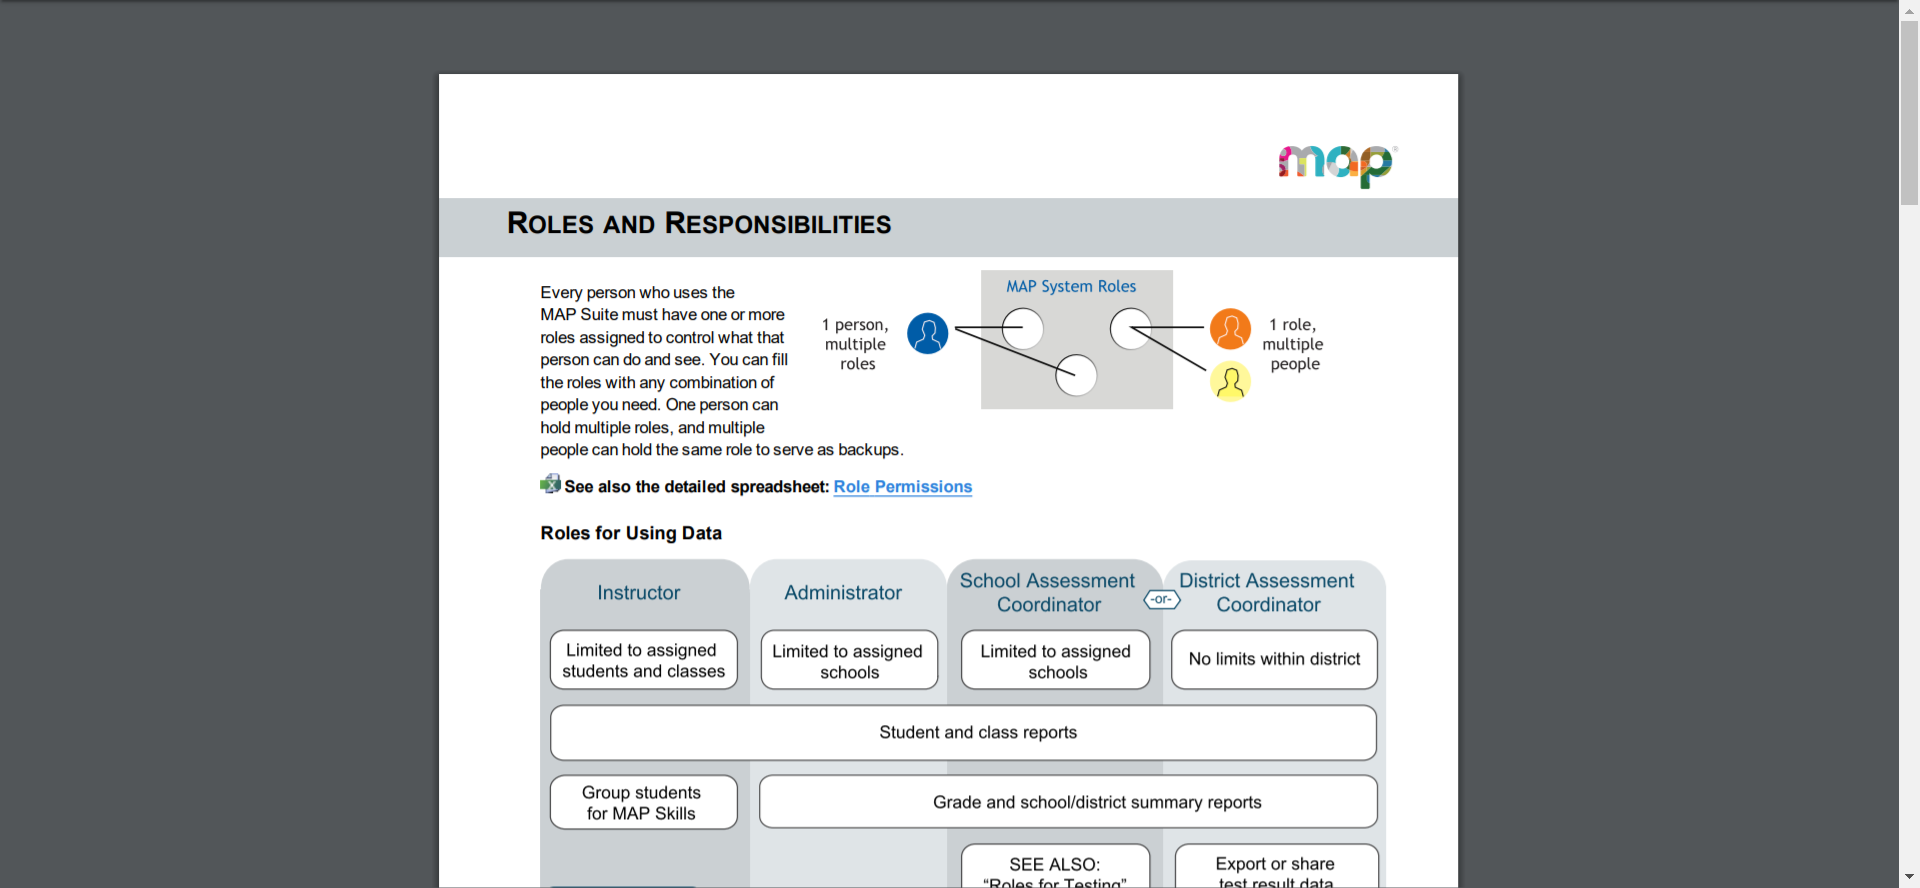 map®
ROLES AND RESPONSIBILITIES
Every person who uses the
MAP Suite must have one or more
roles assigned to control what that
person can do and see. You can fill
the roles with any combination of
people you need. One person can
hold multiple roles, and multiple
people can hold the same role to serve as backups.
1 person,
multiple
roles
MAP System Roles
1 role,
multiple
people
See also the detailed spreadsheet: Role Permissions
Roles for Using Data
Instructor
Administrator
School Assessment
Coordinator
-or-
District Assessment
Coordinator
Limited to assigned
students and classes
Limited to assigned
schools
Limited to assigned
schools
No limits within district
Student and class reports
Group students
for MAP Skills
Grade and school/district summary reports
SEE ALSO:
“Roles for Testing”
Export or share
test result data